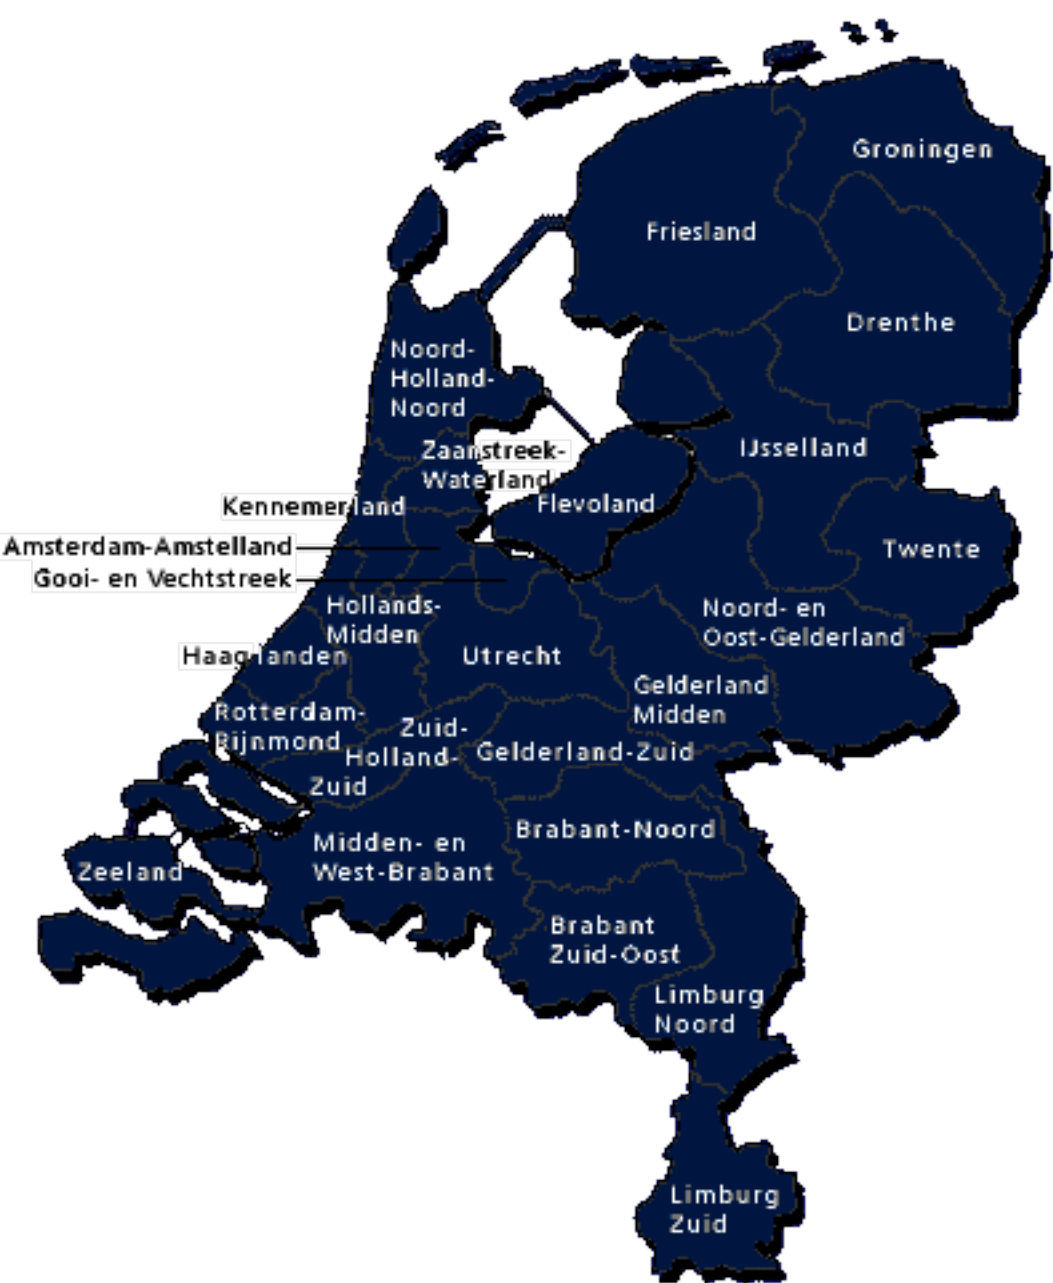 Groningen
Friesland
Drenthe
Noord-
Holland-
Noord
IJsselland
Zaanstreek-
Waterland
Flevoland
Kennemerland
Amsterdam-Amstelland
Twente
Gooi- en Vechtstreek
Hollands-
Midden
Noord- en
Oost-Gelderland
Haaglanden
Utrecht
Gelderland
Midden
Rotterdam-
Rijnmond
Zuid-
Holland-
Zuid
Gelderland-Zuid
Brabant-Noord
Midden- en
West-Brabant
Zeeland
Brabant
Zuid-Oost
Limburg
Noord
Limburg
Zuid